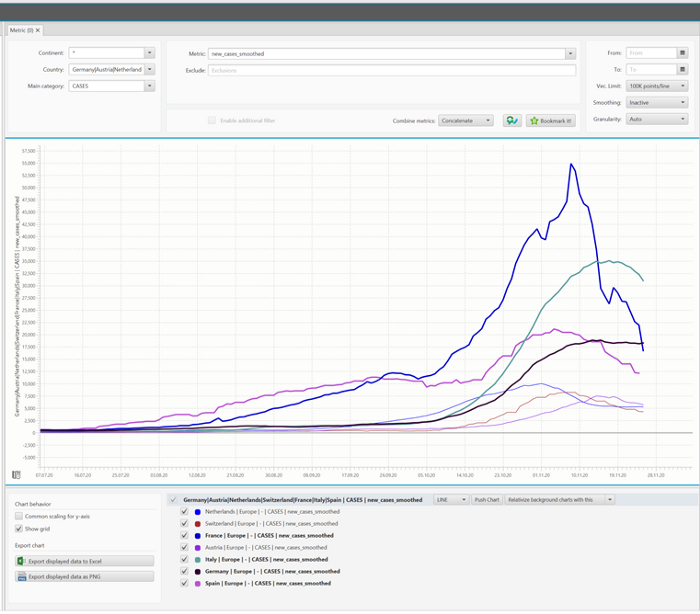 Metric (0) ✕
Continent: *
Country: Germany|Austria|Netherland
Main category: CASES
Metric: new_cases_smoothed
Exclude: Exclusions
Enable additional filter
Combine metrics: Concatenate
Bookmark it!
From: From
To: To
Vec. Limit: 100K points/line
Smoothing: Inactive
Granularity: Auto
Germany|Austria|Netherlands|Switzerland|France|Italy|Spain | CASES | new_cases_smoothed
57,500
55,000
52,500
50,000
47,500
45,000
42,500
40,000
37,500
35,000
32,500
30,000
27,500
25,000
22,500
20,000
17,500
15,000
12,500
10,000
7,500
5,000
2,500
0
-2,500
-5,000
07.07.20 16.07.20 25.07.20 03.08.20 12.08.20 21.08.20 30.08.20 08.09.20 17.09.20 26.09.20 05.10.20 14.10.20 23.10.20 01.11.20 10.11.20 19.11.20 28.11.20
Chart behavior
Common scaling for y-axis
Show grid
Export chart
Export displayed data to Excel
Export displayed data as PNG
Germany|Austria|Netherlands|Switzerland|France|Italy|Spain | CASES | new_cases_smoothed LINE Push Chart Relativize background charts with this
Netherlands | Europe | - | CASES | new_cases_smoothed
Switzerland | Europe | - | CASES | new_cases_smoothed
France | Europe | - | CASES | new_cases_smoothed
Austria | Europe | - | CASES | new_cases_smoothed
Italy | Europe | - | CASES | new_cases_smoothed
Germany | Europe | - | CASES | new_cases_smoothed
Spain | Europe | - | CASES | new_cases_smoothed